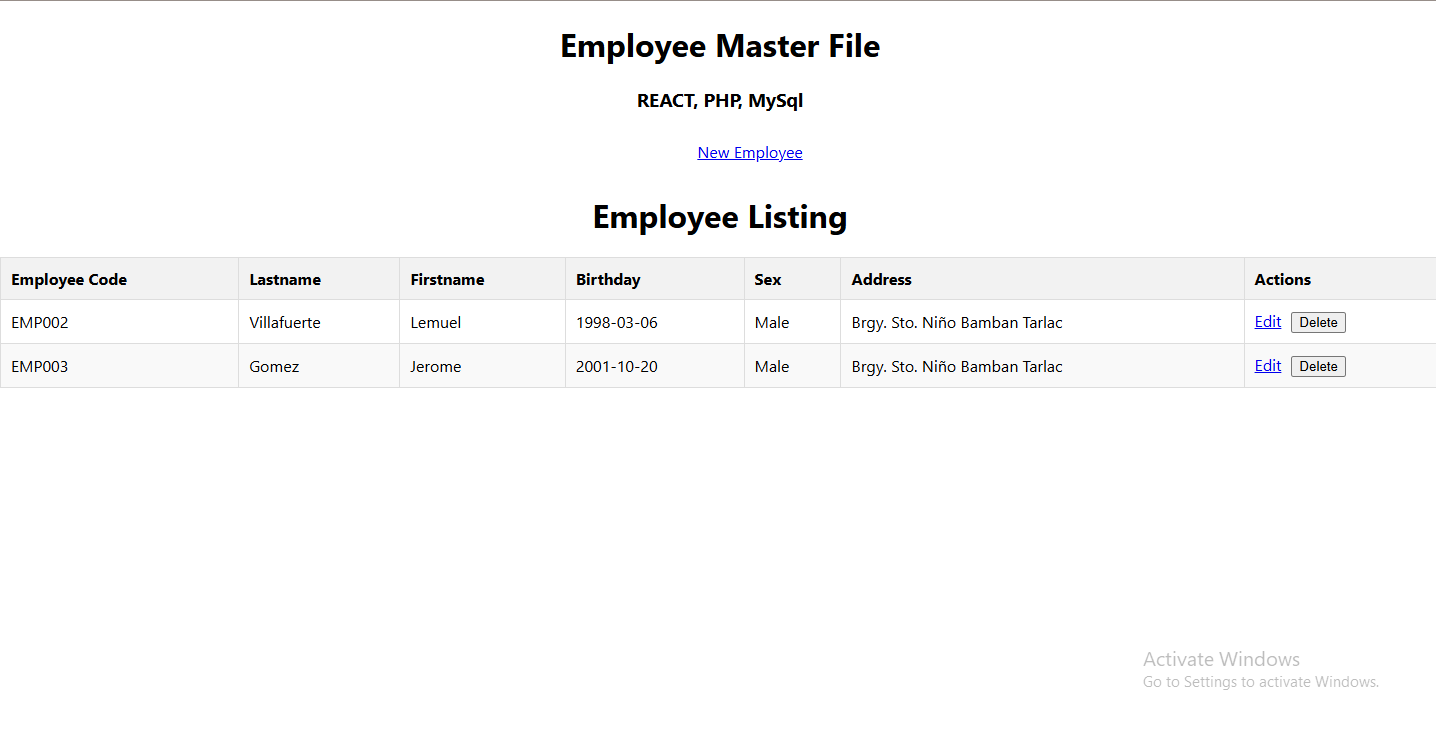 Employee Master File
REACT, PHP, MySql
New Employee
Employee Listing
Employee Code Lastname Firstname Birthday Sex Address Actions
EMP002 Villafuerte Lemuel 1998-03-06 Male Brgy. Sto. Niño Bamban Tarlac Edit Delete
EMP003 Gomez Jerome 2001-10-20 Male Brgy. Sto. Niño Bamban Tarlac Edit Delete
Activate Windows
Go to Settings to activate Windows.